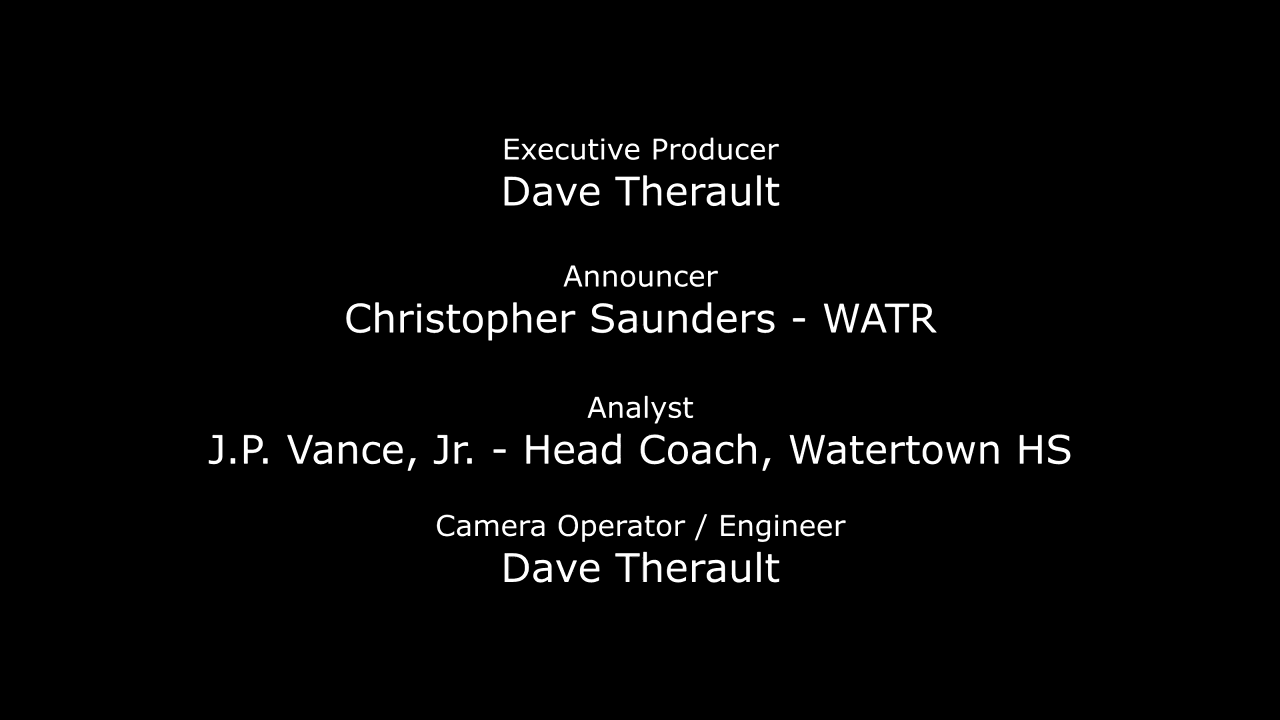 Executive Producer
Dave Therault
Announcer
Christopher Saunders - WATR
Analyst
J.P. Vance, Jr. - Head Coach, Watertown HS
Camera Operator / Engineer
Dave Therault